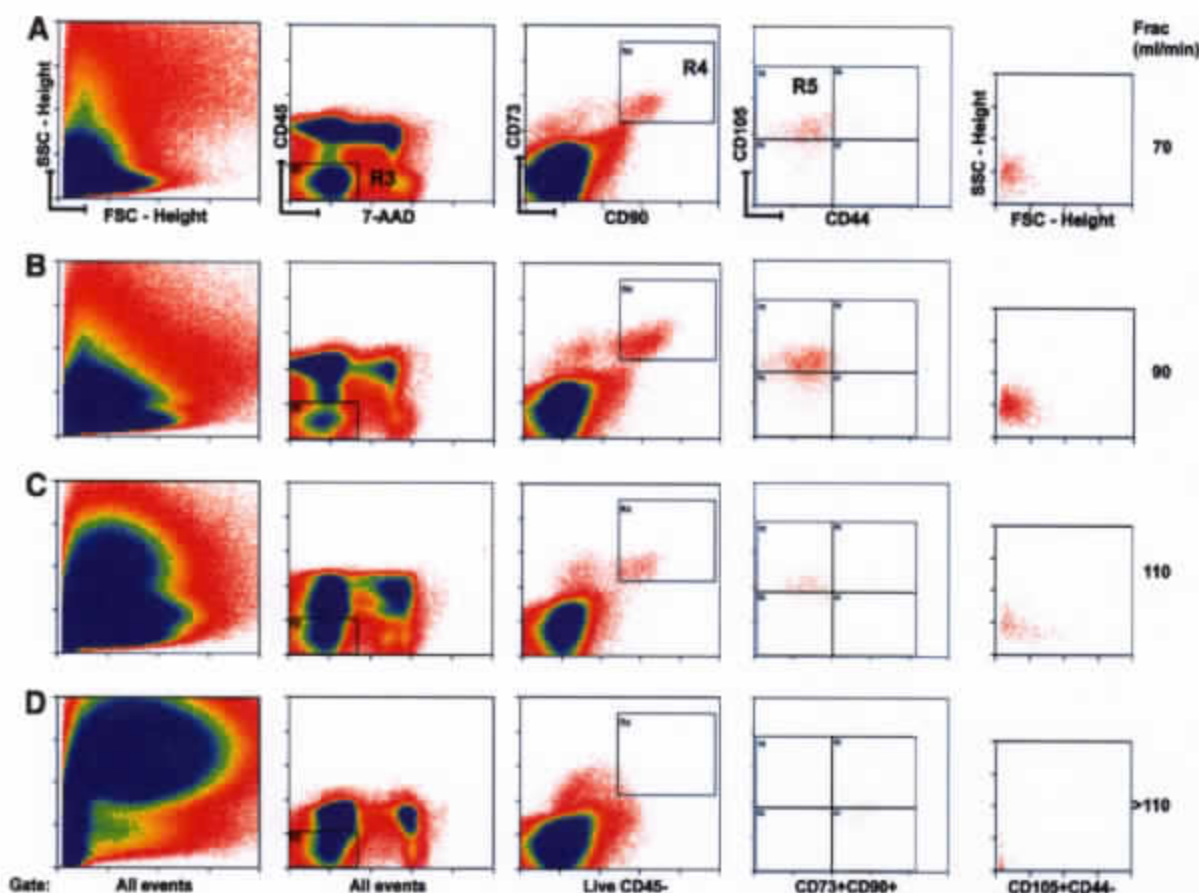 A
Frac
(ml/min)
SSC - Height
FSC - Height
CD45
R3
7-AAD
CD73
R4
CD90
CD105
R5
CD44
SSC - Height
FSC - Height
70
B
90
C
110
D
>110
Gate:
All events
All events
Live CD45-
CD73+CD90+
CD105+CD44-